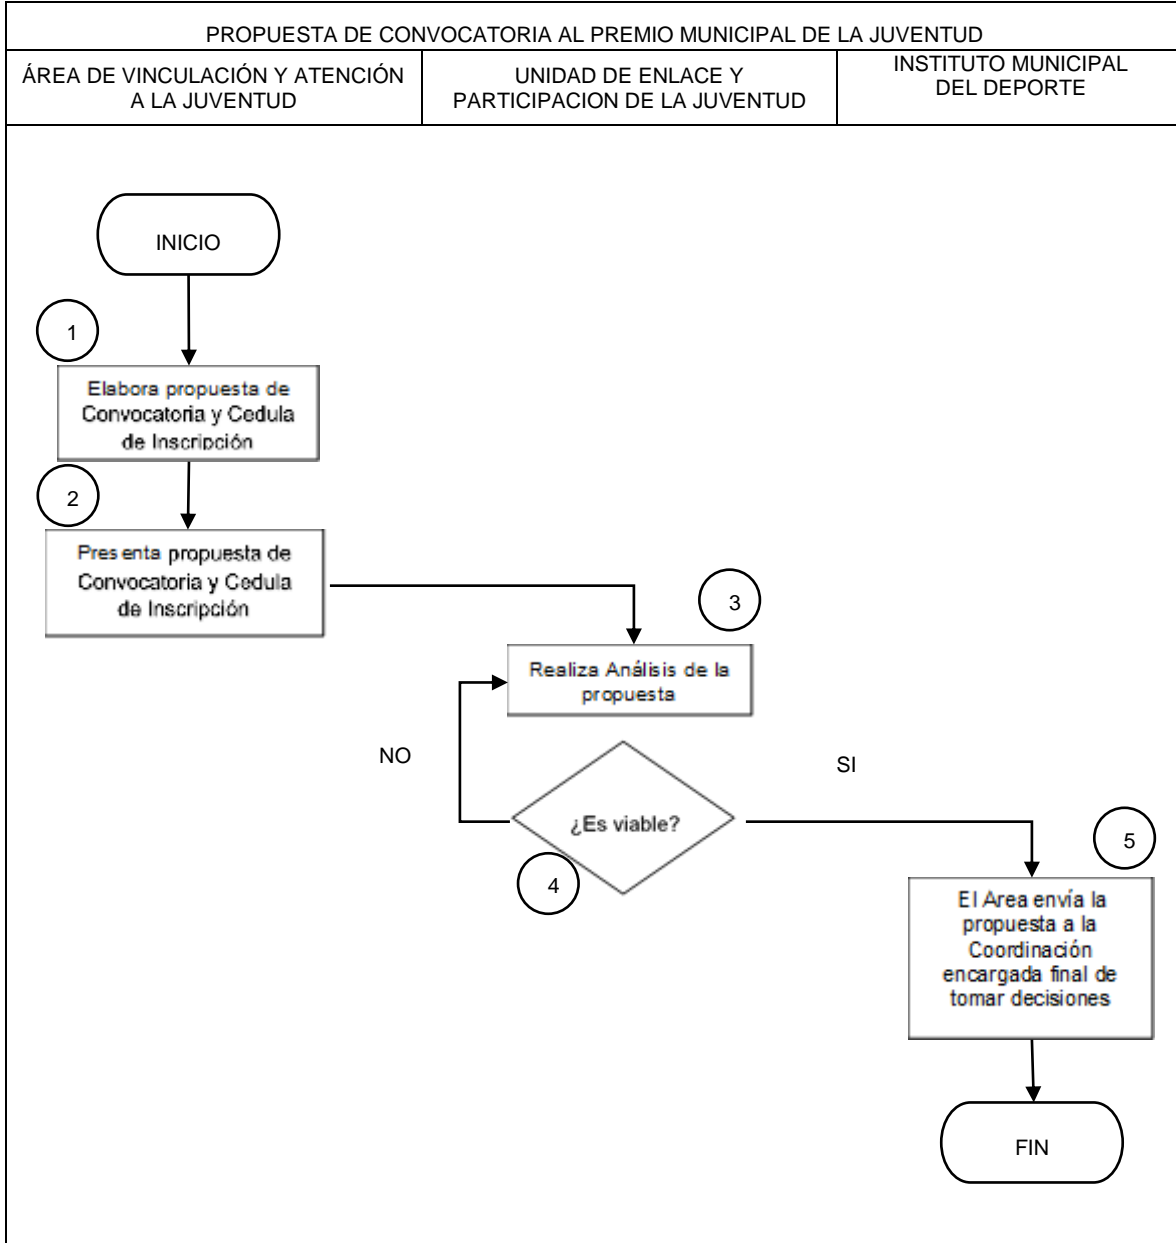 PROPUESTA DE CONVOCATORIA AL PREMIO MUNICIPAL DE LA JUVENTUD
ÁREA DE VINCULACIÓN Y ATENCIÓN
A LA JUVENTUD
UNIDAD DE ENLACE Y
PARTICIPACION DE LA JUVENTUD
INSTITUTO MUNICIPAL
DEL DEPORTE
INICIO
1
Elabora propuesta de
Convocatoria y Cedula
de Inscripción
2
Presenta propuesta de
Convocatoria y Cedula
de Inscripción
3
Realiza Análisis de la
propuesta
NO
SI
¿Es viable?
4
5
El Area envía la
propuesta a la
Coordinación
encargada final de
tomar decisiones
FIN